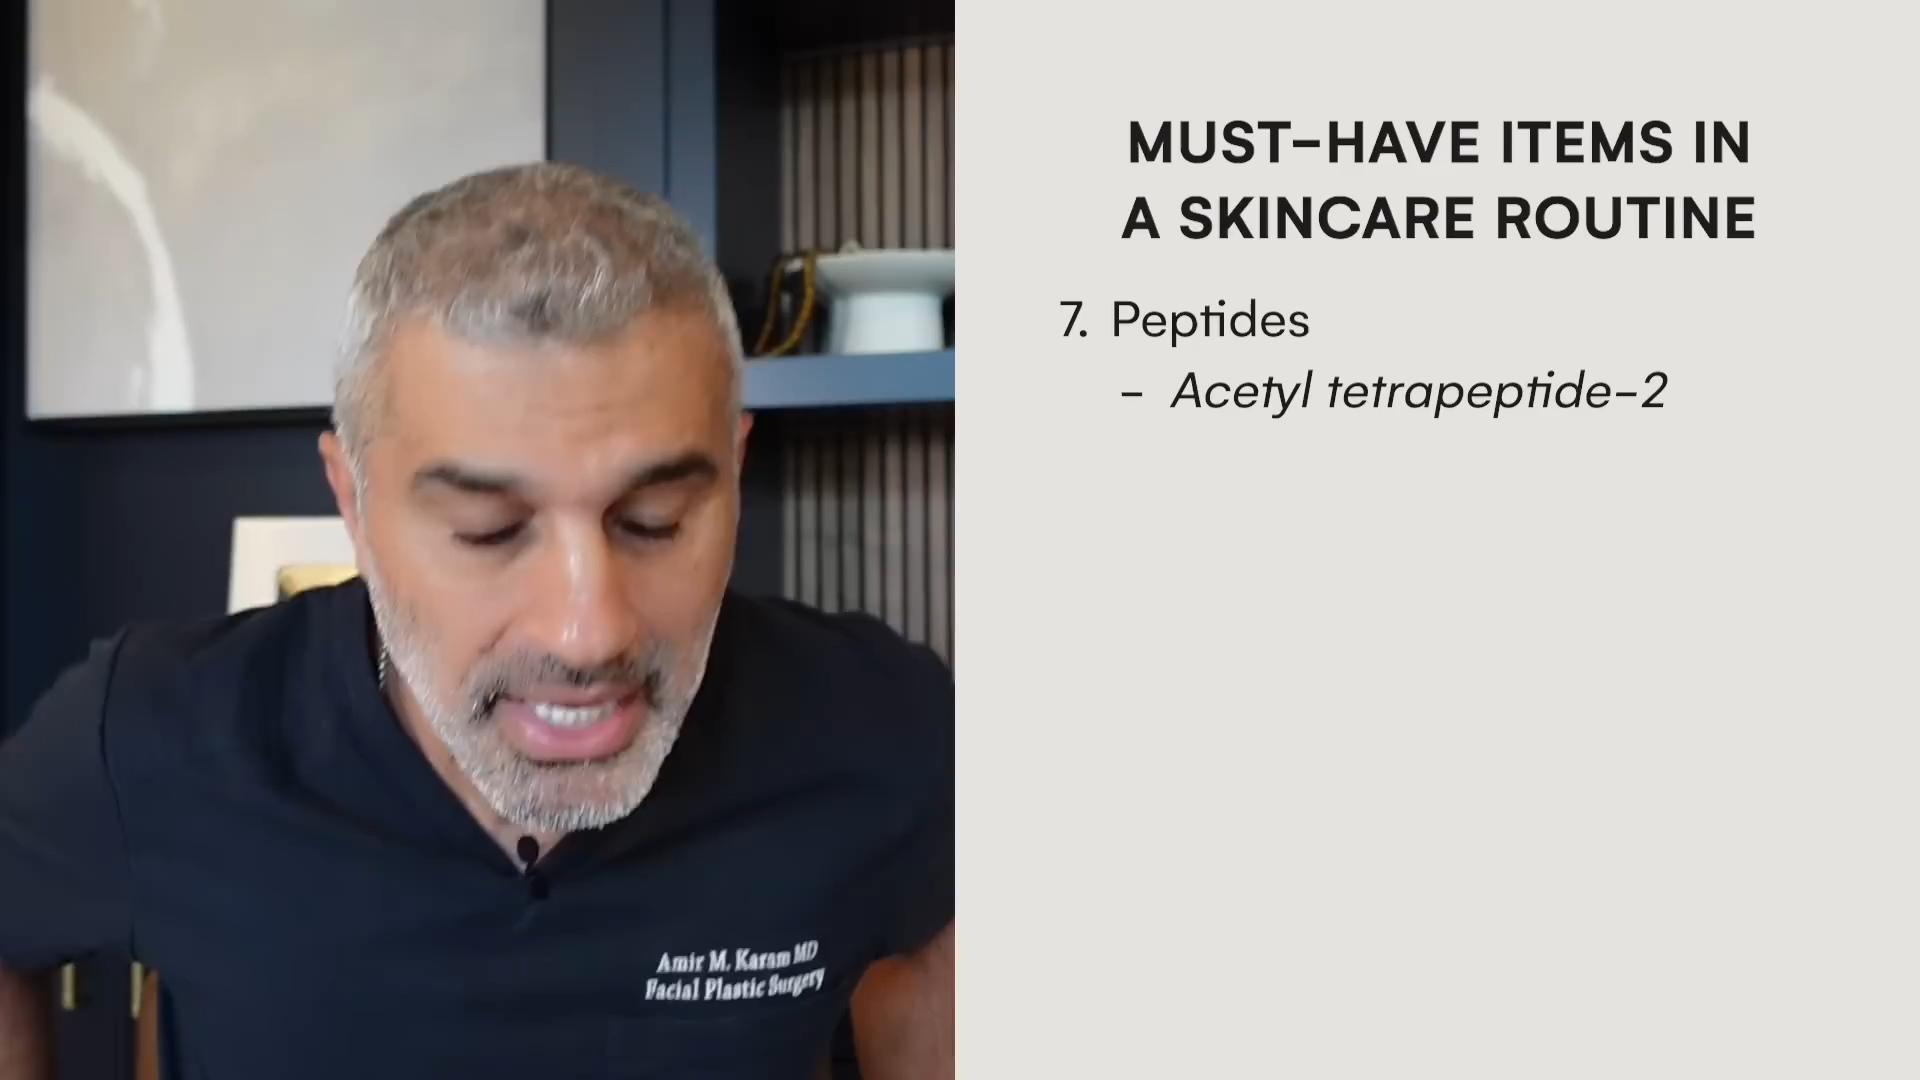 MUST-HAVE ITEMS IN
A SKINCARE ROUTINE
7. Peptides
– Acetyl tetrapeptide-2
Amir M. Karam MD
Facial Plastic Surgery